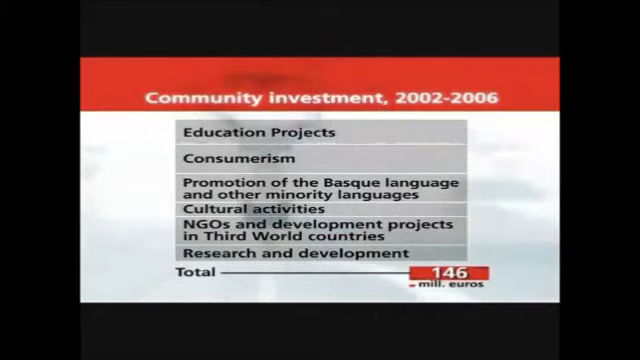 Community investment, 2002-2006
Education Projects
Consumerism
Promotion of the Basque language
and other minority languages
Cultural activities
NGOs and development projects
in Third World countries
Research and development
Total 146
mill. euros